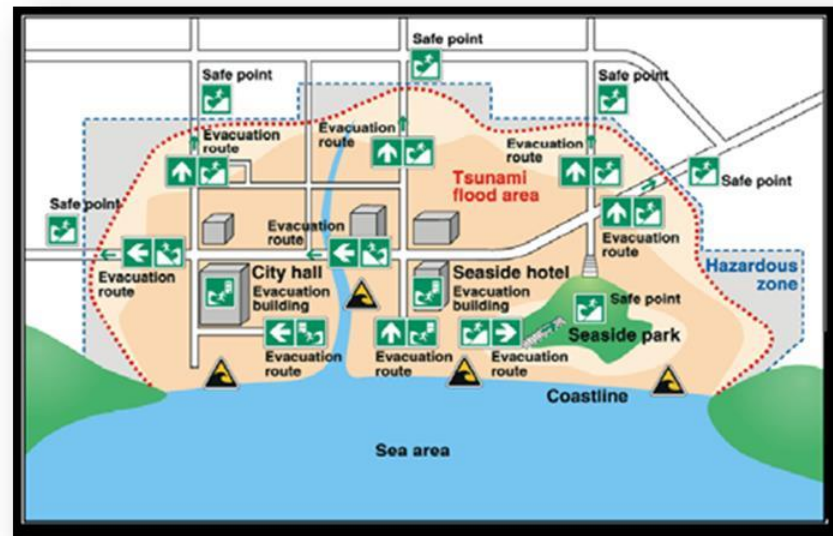 Safe point
Safe point
Safe point
Evacuation
route
Evacuation
route
Evacuation
route
Tsunami
flood area
Safe point
Safe point
Evacuation
route
Evacuation
route
Evacuation
route
Hazardous
zone
City hall
Evacuation
building
Seaside hotel
Evacuation
building
Safe point
Seaside park
Evacuation
route
Evacuation
route
Evacuation
route
Coastline
Sea area